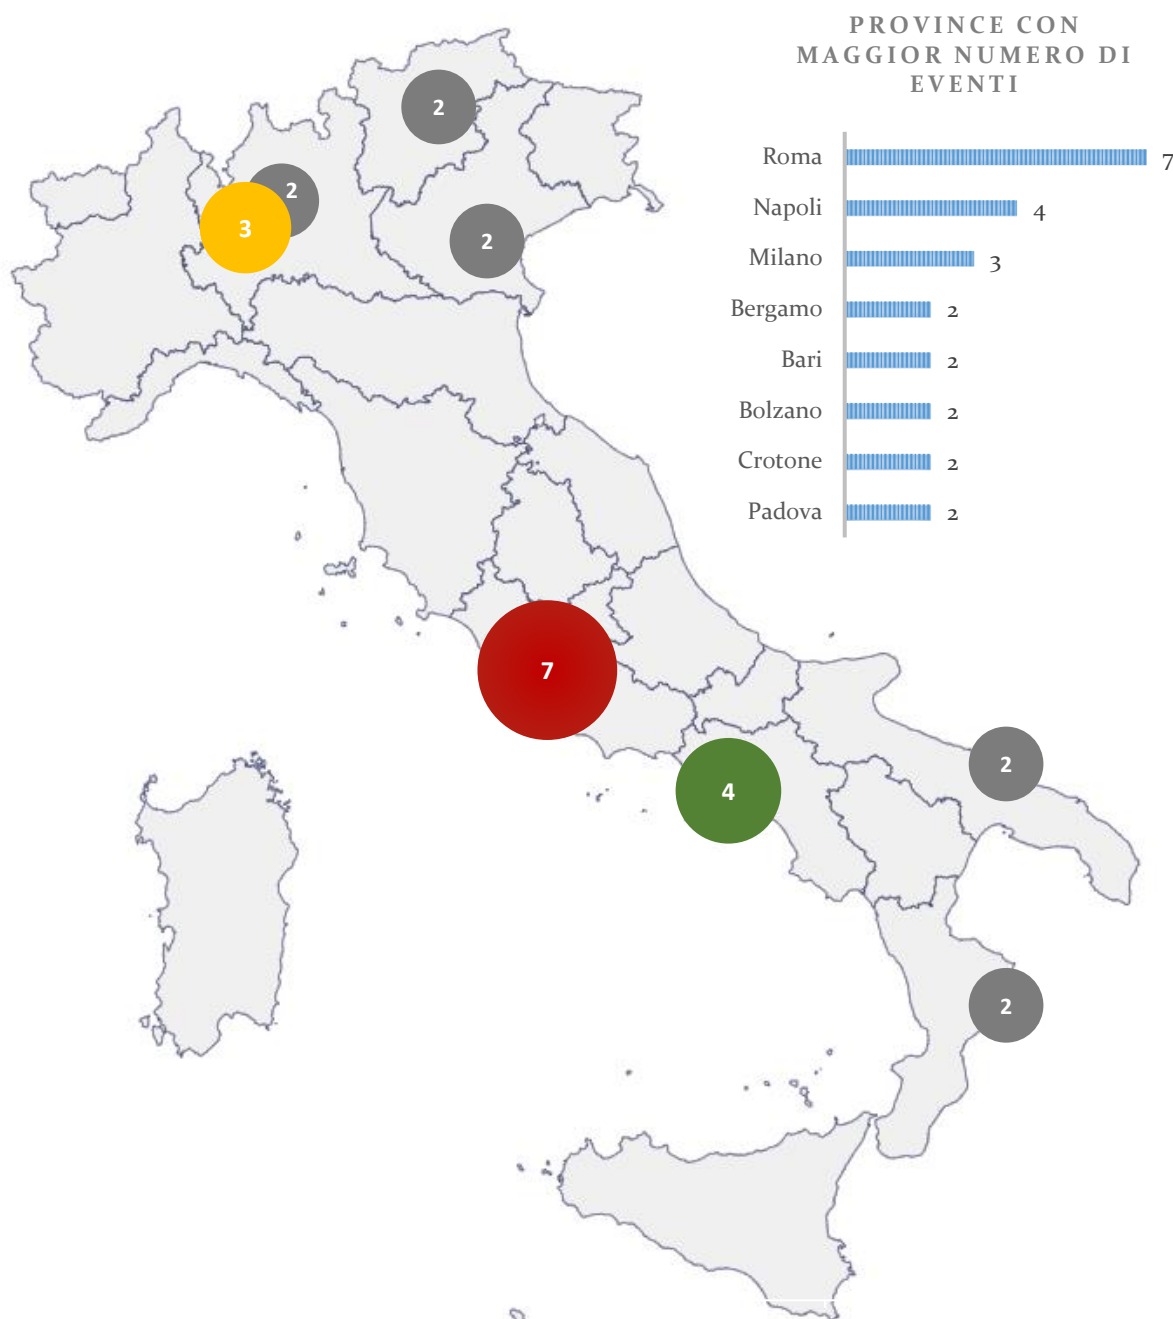 PROVINCE CON
MAGGIOR NUMERO DI
EVENTI
Roma 7
Napoli 4
Milano 3
Bergamo 2
Bari 2
Bolzano 2
Crotone 2
Padova 2
2
2
3
2
7
2
4
2